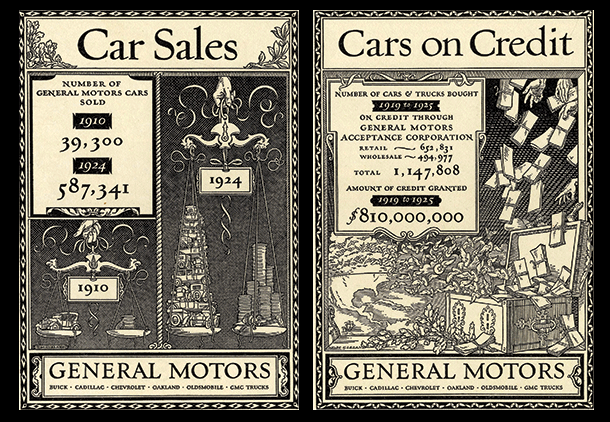 Car Sales
NUMBER OF
GENERAL MOTORS CARS
SOLD
1910
39,300
1924
587,341
1924
1910
GENERAL MOTORS
BUICK · CADILLAC · CHEVROLET · OAKLAND · OLDSMOBILE · GMC TRUCKS
Cars on Credit
NUMBER OF CARS & TRUCKS BOUGHT
1919 to 1925
ON CREDIT THROUGH
GENERAL MOTORS
ACCEPTANCE CORPORATION
RETAIL — 652,831
WHOLESALE — 494,977
TOTAL 1,147,808
AMOUNT OF CREDIT GRANTED
1919 to 1925
$810,000,000
GENERAL MOTORS
BUICK · CADILLAC · CHEVROLET · OAKLAND · OLDSMOBILE · GMC TRUCKS